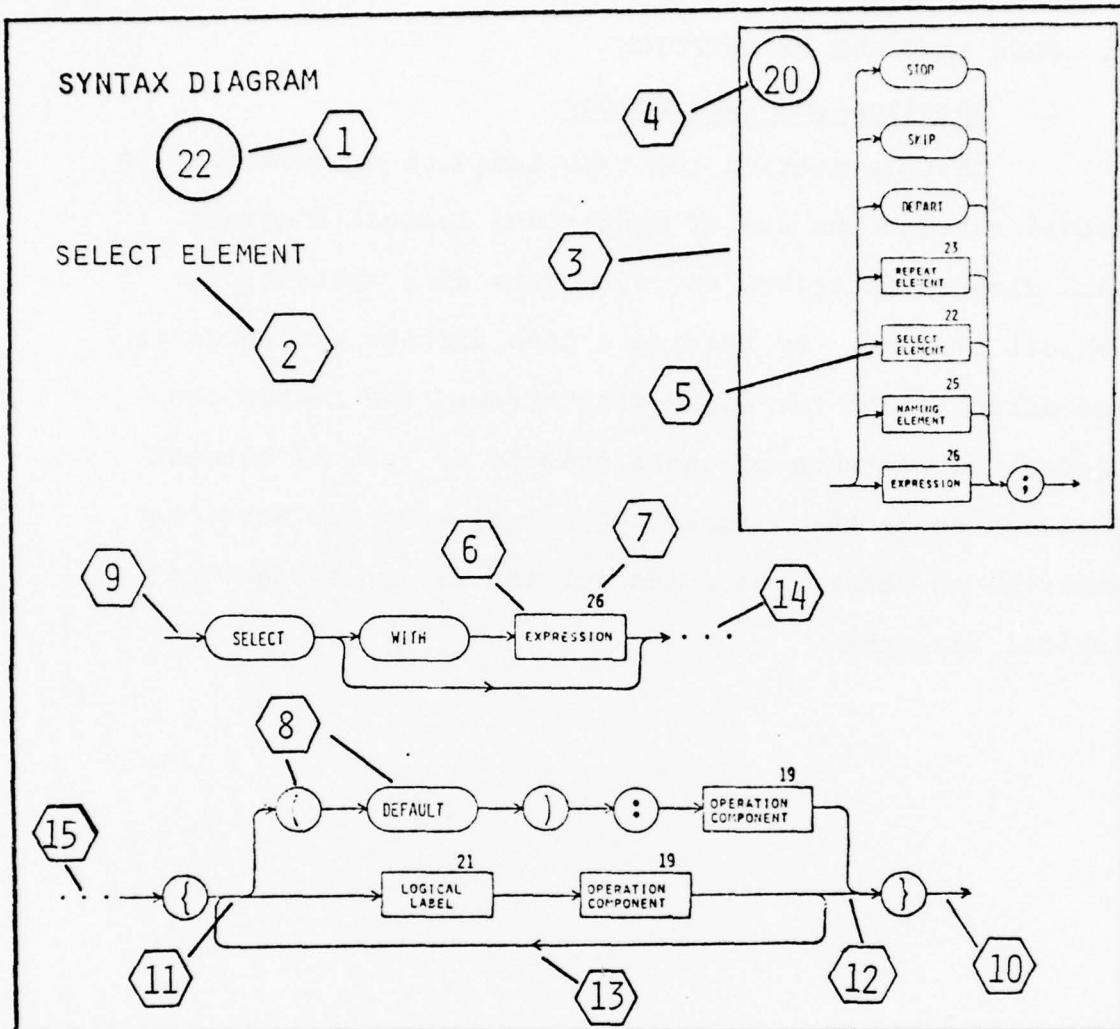 SYNTAX DIAGRAM
22
1
SELECT ELEMENT
2
3
4
20
STOP
SKIP
DEPART
23
REPEAT
ELEMENT
22
SELECT
ELEMENT
5
25
NAMING
ELEMENT
26
EXPRESSION
;
9
6
7
26
14
SELECT
WITH
EXPRESSION
. . .
8
19
(
DEFAULT
)
:
OPERATION
COMPONENT
15
21
19
. . .
{
LOGICAL
LABEL
OPERATION
COMPONENT
}
11
13
12
10